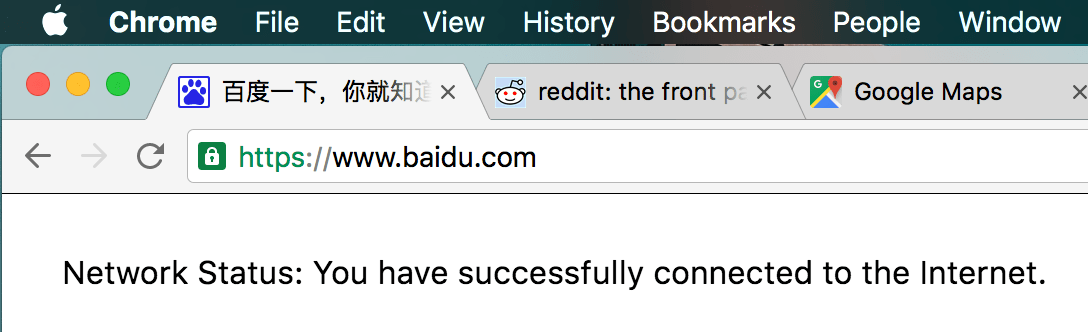 Chrome File Edit View History Bookmarks People Window
百度一下，你就知道 reddit: the front pa Google Maps
https://www.baidu.com
Network Status: You have successfully connected to the Internet.